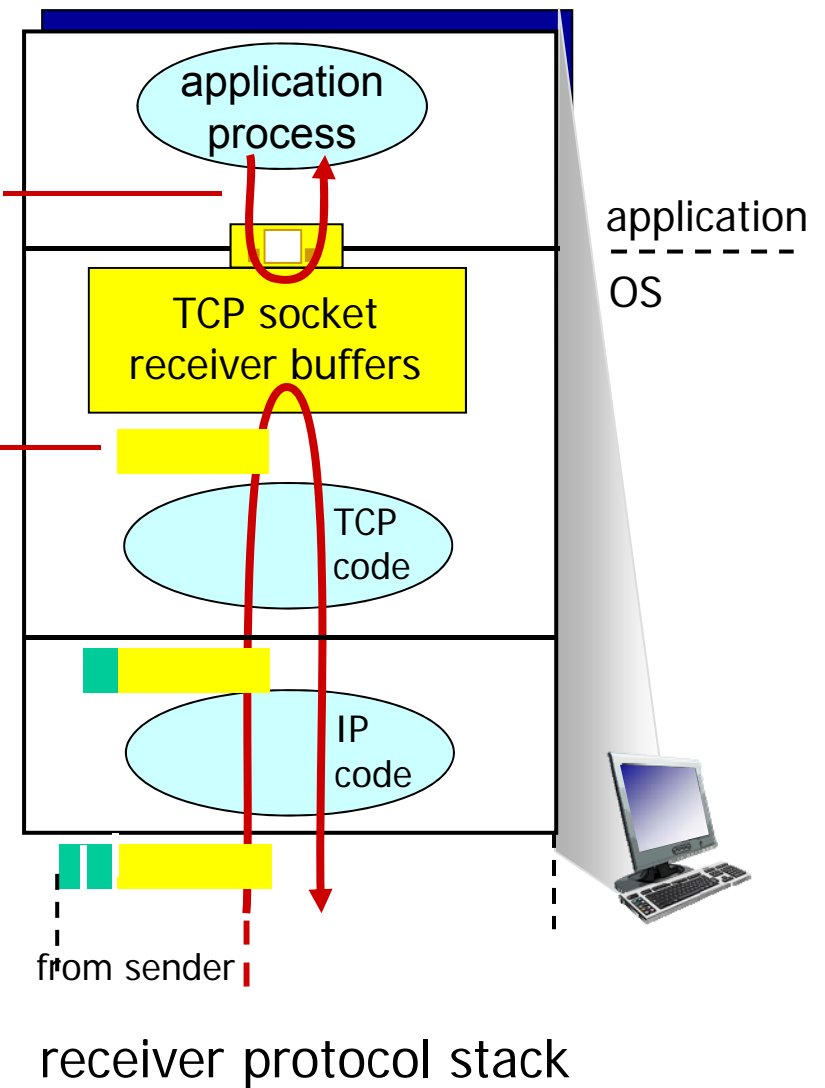 application
process
application
OS
TCP socket
receiver buffers
TCP
code
IP
code
from sender
receiver protocol stack